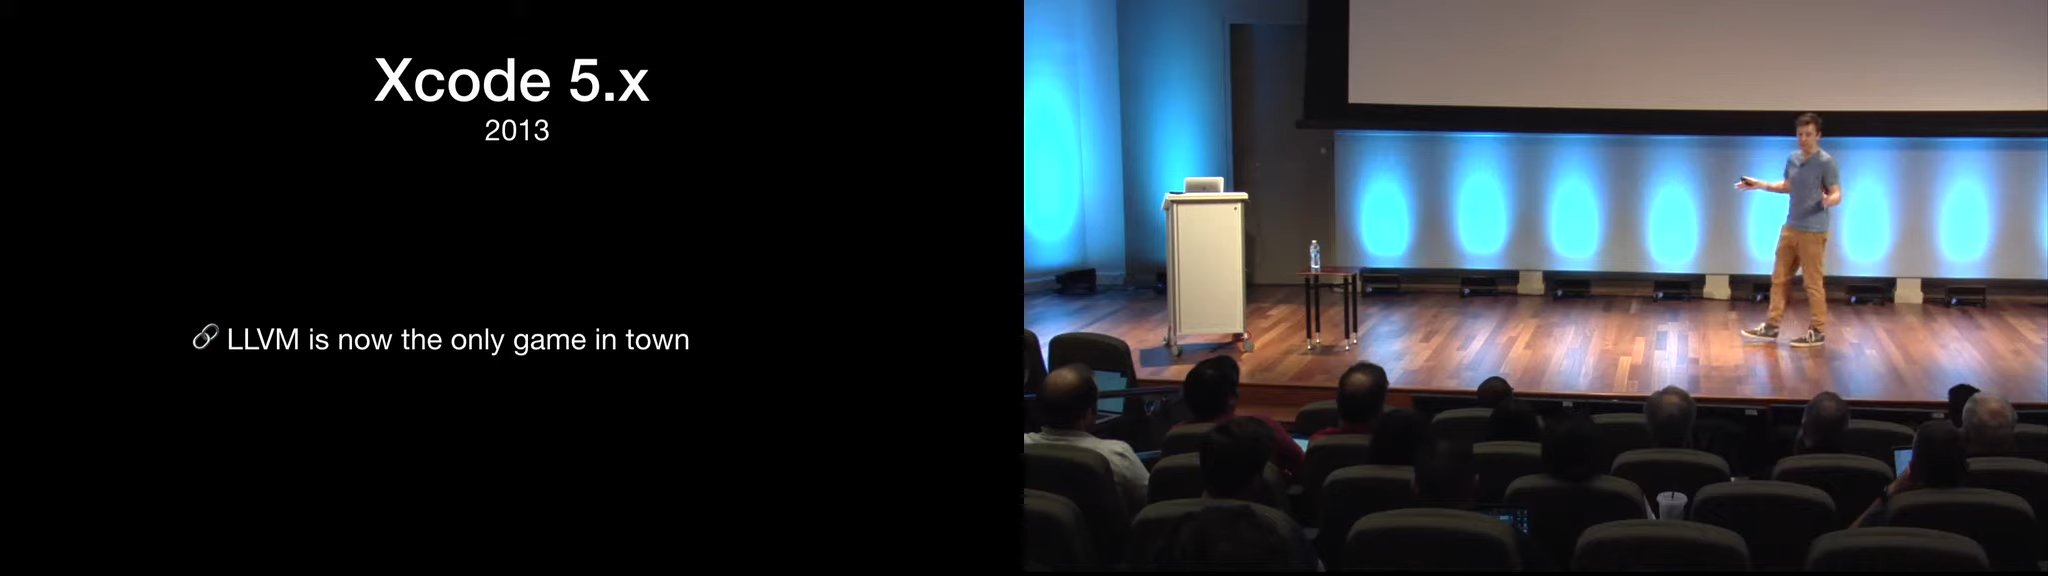 Xcode 5.x
2013
🔗 LLVM is now the only game in town